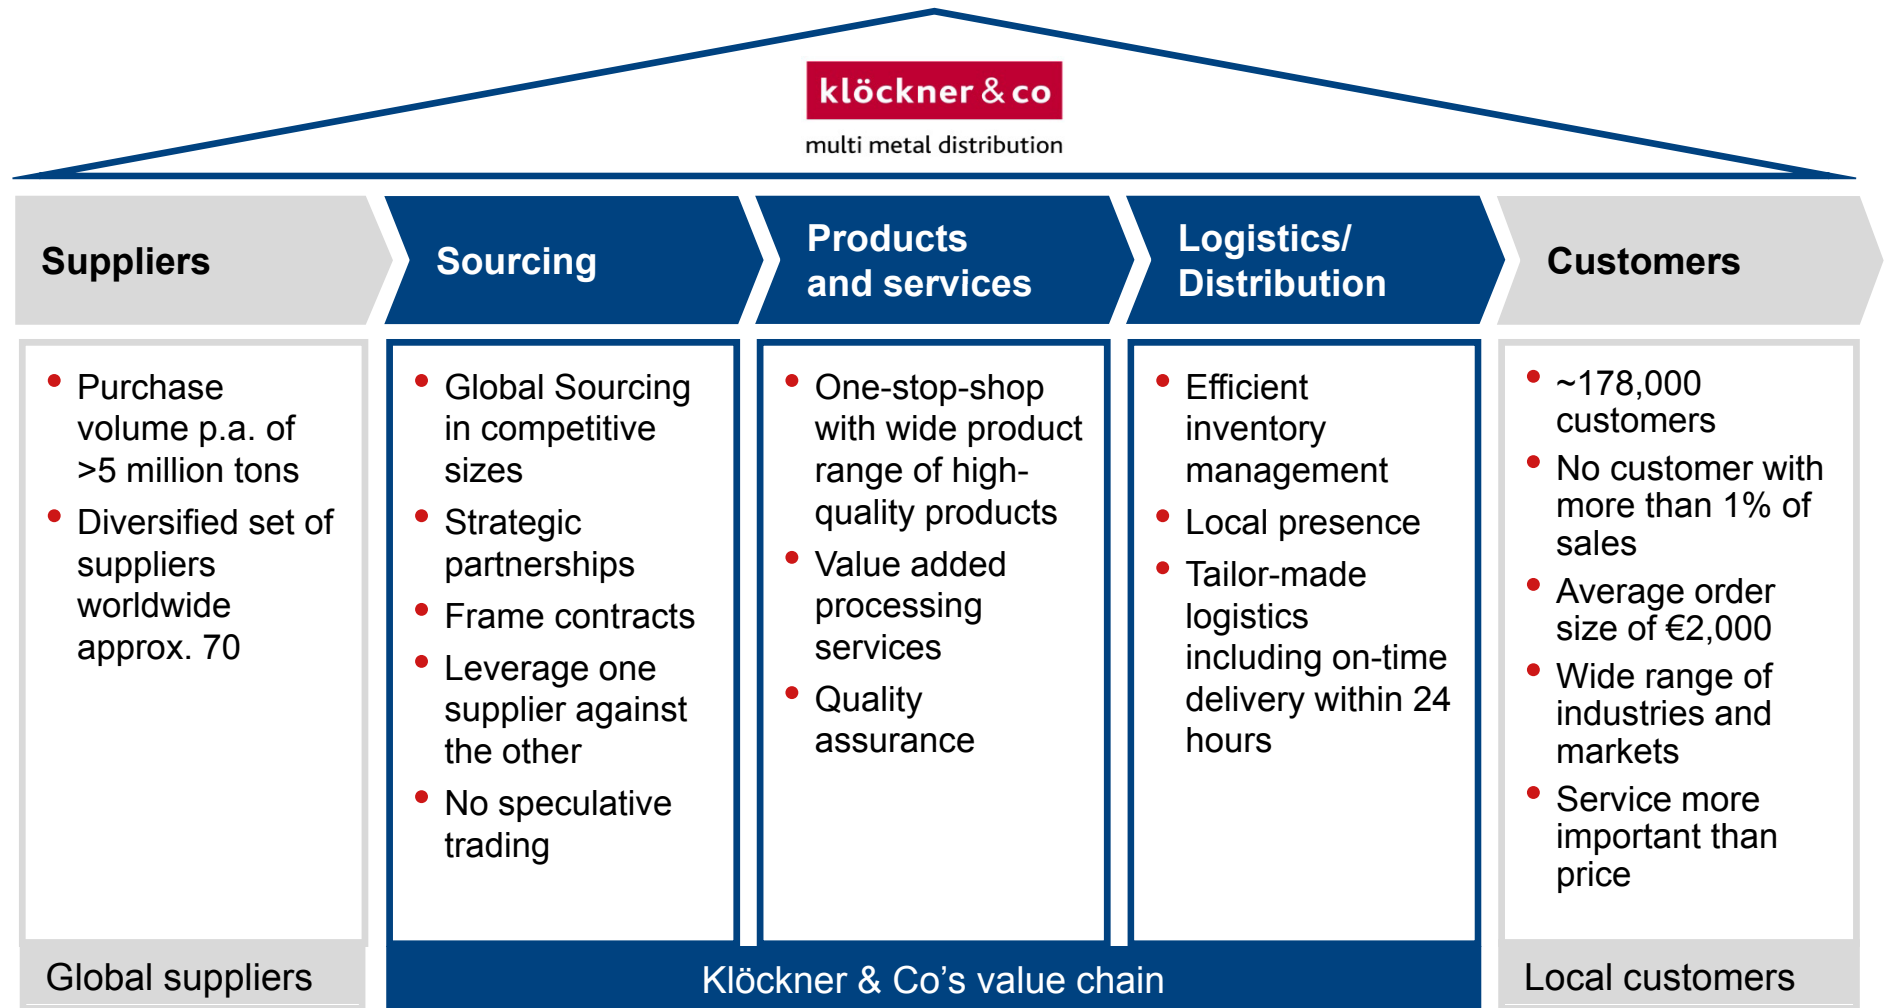 klöckner & co
multi metal distribution
Suppliers
Sourcing
Products
and services
Logistics/
Distribution
Customers
• Purchase
volume p.a. of
>5 million tons
• Diversified set of
suppliers
worldwide
approx. 70
• Global Sourcing
in competitive
sizes
• Strategic
partnerships
• Frame contracts
• Leverage one
supplier against
the other
• No speculative
trading
• One-stop-shop
with wide product
range of high-
quality products
• Value added
processing
services
• Quality
assurance
• Efficient
inventory
management
• Local presence
• Tailor-made
logistics
including on-time
delivery within 24
hours
• ~178,000
customers
• No customer with
more than 1% of
sales
• Average order
size of €2,000
• Wide range of
industries and
markets
• Service more
important than
price
Global suppliers
Klöckner & Co’s value chain
Local customers